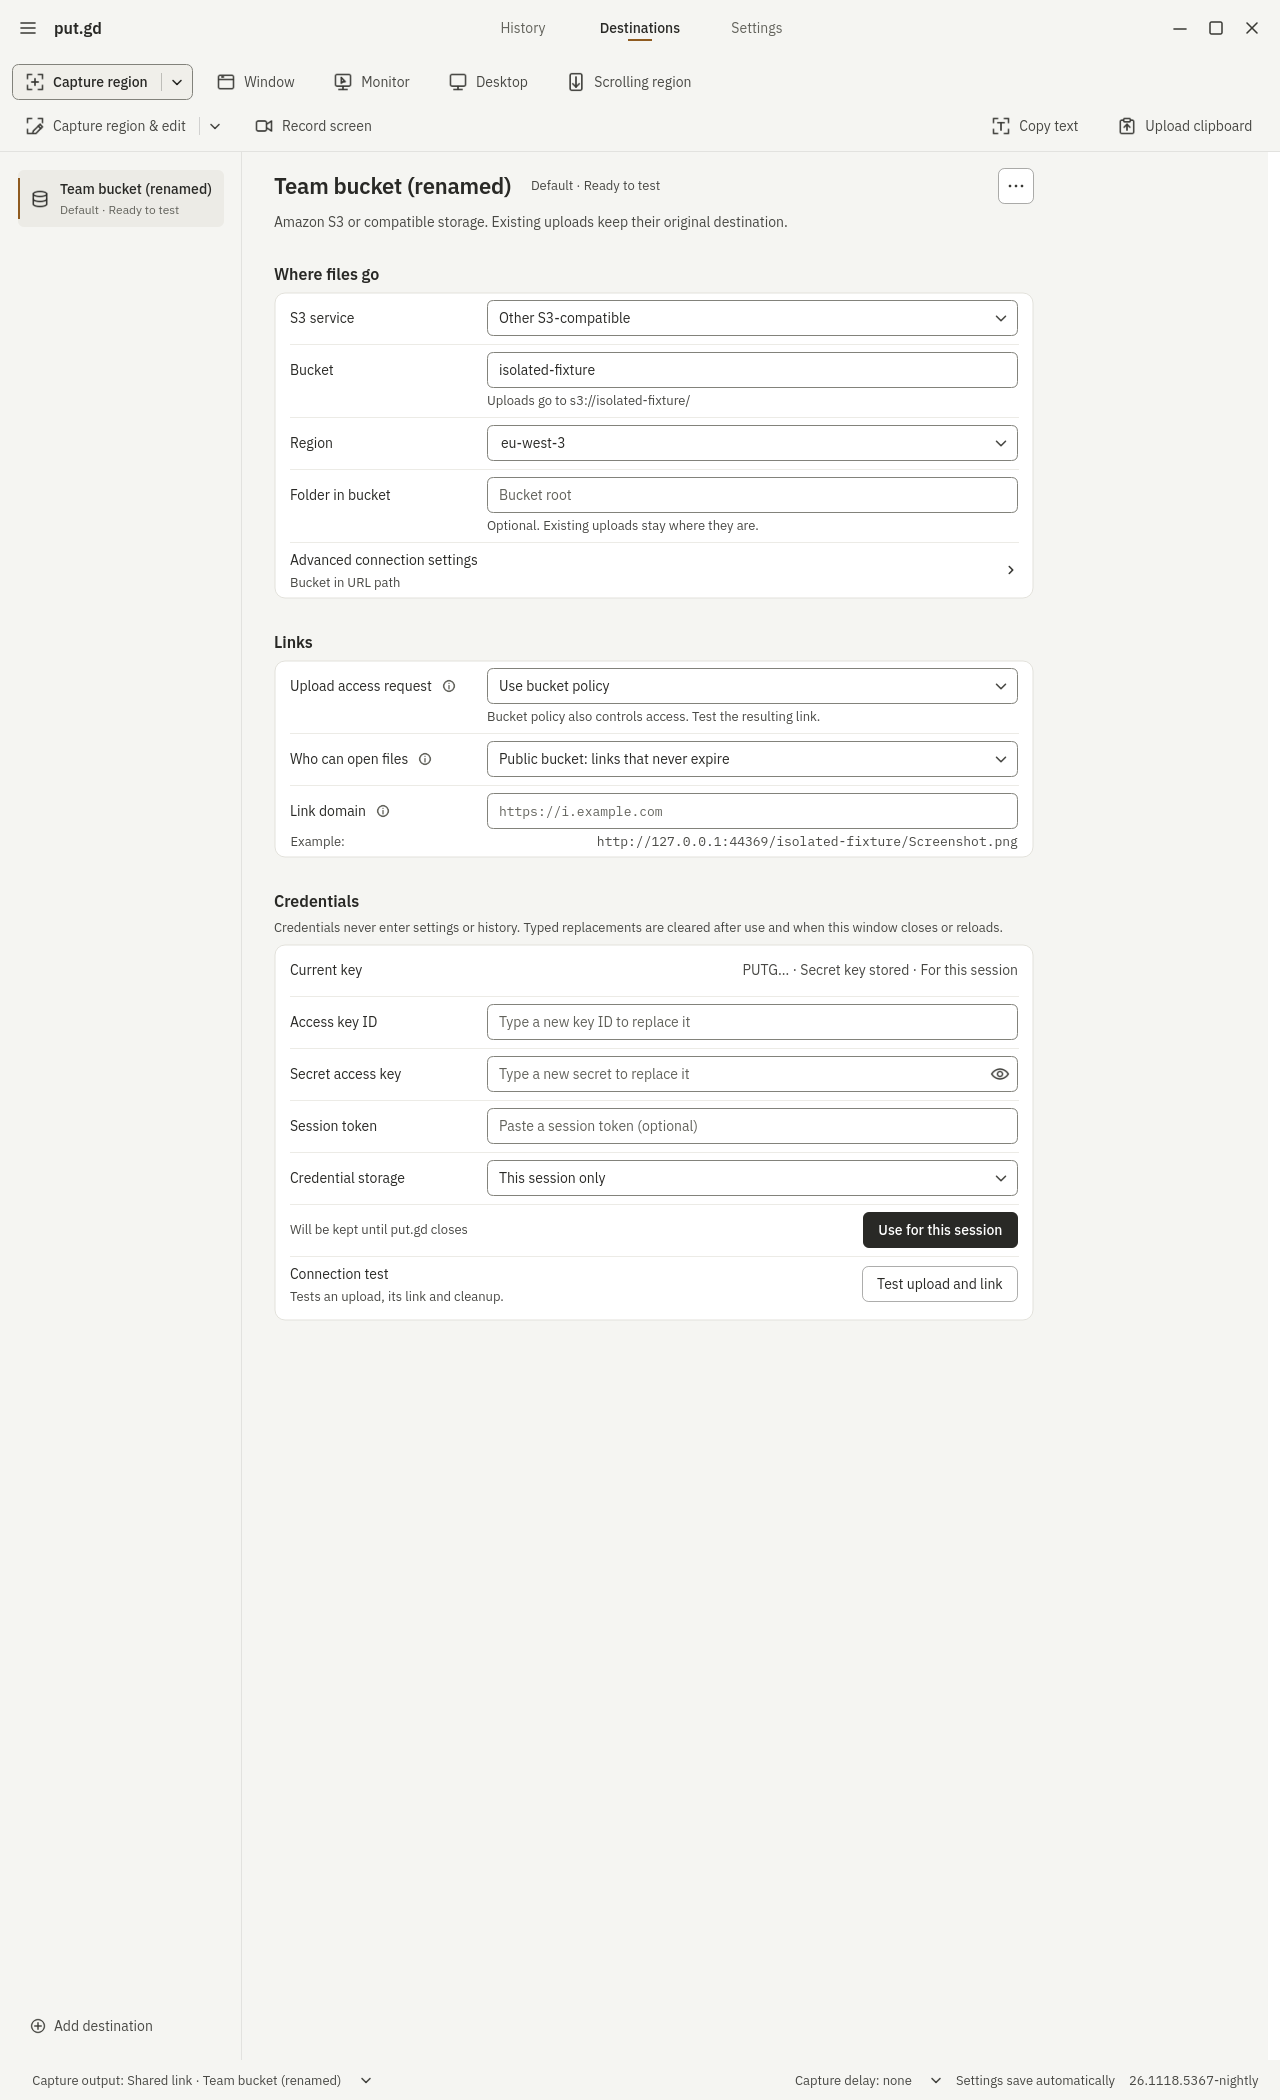 put.gd
History
Destinations
Settings
Capture region
Window
Monitor
Desktop
Scrolling region
Capture region & edit
Record screen
Copy text
Upload clipboard
Team bucket (renamed)
Default · Ready to test
Team bucket (renamed)
Default · Ready to test
Amazon S3 or compatible storage. Existing uploads keep their original destination.
Where files go
S3 service
Other S3-compatible
Bucket
isolated-fixture
Uploads go to s3://isolated-fixture/
Region
eu-west-3
Folder in bucket
Bucket root
Optional. Existing uploads stay where they are.
Advanced connection settings
Bucket in URL path
Links
Upload access request
Use bucket policy
Bucket policy also controls access. Test the resulting link.
Who can open files
Public bucket: links that never expire
Link domain
https://i.example.com
Example:
http://127.0.0.1:44369/isolated-fixture/Screenshot.png
Credentials
Credentials never enter settings or history. Typed replacements are cleared after use and when this window closes or reloads.
Current key
PUTG... · Secret key stored · For this session
Access key ID
Type a new key ID to replace it
Secret access key
Type a new secret to replace it
Session token
Paste a session token (optional)
Credential storage
This session only
Will be kept until put.gd closes
Use for this session
Connection test
Tests an upload, its link and cleanup.
Test upload and link
Add destination
Capture output: Shared link · Team bucket (renamed)
Capture delay: none
Settings save automatically
26.1118.5367-nightly